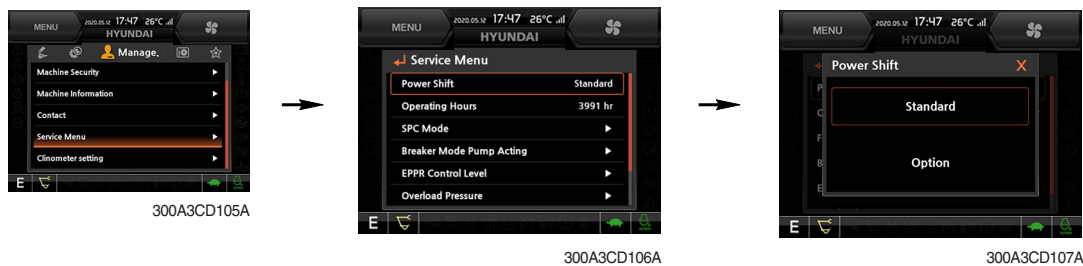 MENU
2020.05.12 17:47 26°C
HYUNDAI
Manage.
Machine Security
Machine Information
Contact
Service Menu
Clinometer setting
E
300A3CD105A
MENU
2020.05.12 17:47 26°C
HYUNDAI
Service Menu
Power Shift Standard
Operating Hours 3991 hr
SPC Mode
Breaker Mode Pump Acting
EPPR Control Level
Overload Pressure
E
300A3CD106A
MENU
2020.05.12 17:47 26°C
HYUNDAI
Power Shift X
Standard
Option
E
300A3CD107A